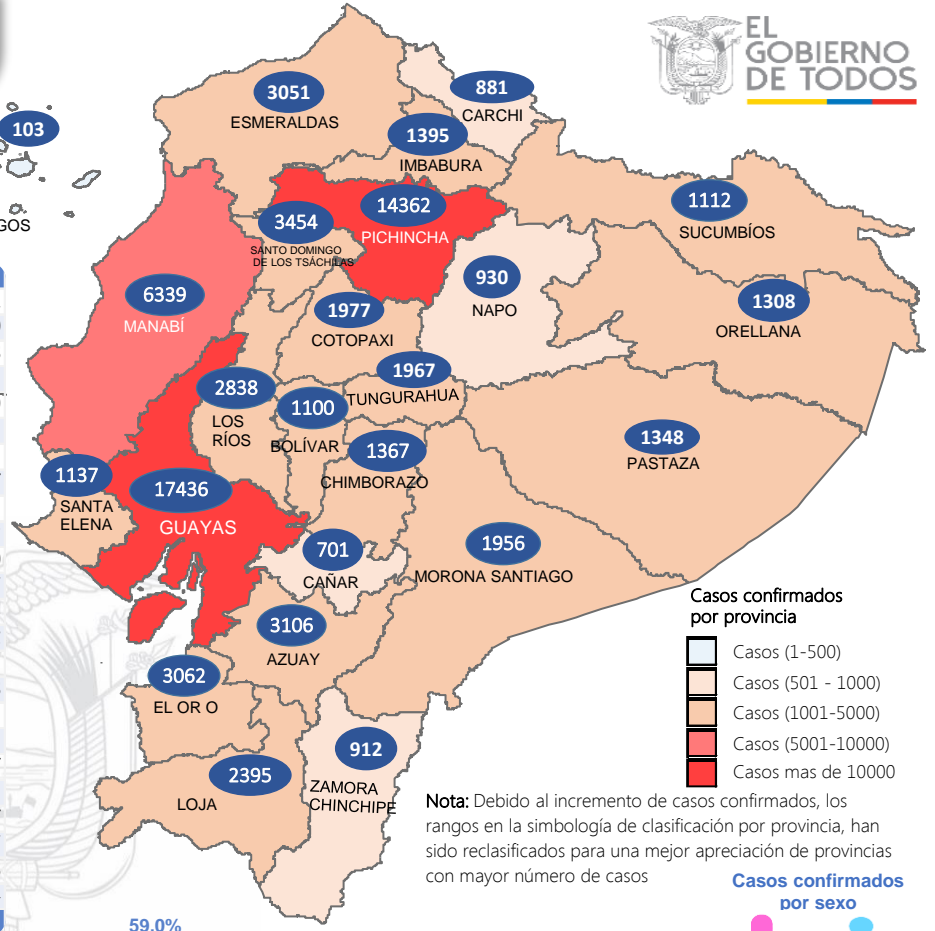 EL
GOBIERNO
DE TODOS
3051
ESMERALDAS
881
CARCHI
103
1395
IMBABURA
GOS
1112
SUCUMBÍOS
14362
PICHINCHA
3454
SANTO DOMINGO
DE LOS TSÁCHILAS
930
NAPO
6339
MANABÍ
1308
ORELLANA
1977
COTOPAXI
1967
TUNGURAHUA
2838
LOS
RÍOS
1100
BOLÍVAR
1348
PASTAZA
1367
CHIMBORAZO
1137
SANTA
ELENA
17436
GUAYAS
701
CAÑAR
1956
MORONA SANTIAGO
3106
AZUAY
3062
EL OR O
912
ZAMORA
CHINCHIPE
2395
LOJA
Casos confirmados
por provincia
Casos (1-500)
Casos (501 - 1000)
Casos (1001-5000)
Casos (5001-10000)
Casos mas de 10000
Nota: Debido al incremento de casos confirmados, los
rangos en la simbología de clasificación por provincia, han
sido reclasificados para una mejor apreciación de provincias
con mayor número de casos
Casos confirmados
por sexo
59.0%